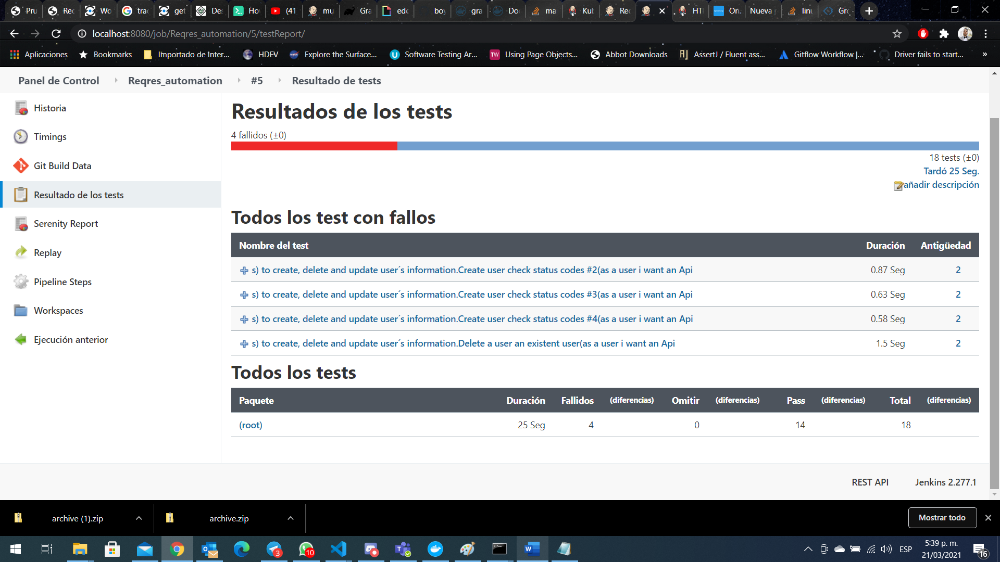 Pru
Rec
Wo
trac
get
Des
Ho
(41
mu
Gra
edc
boy
gra
Do
ma
Kub
Rec
HT
On.
Nueva
linu
Gro
localhost:8080/job/Reqres_automation/5/testReport/
Aplicaciones
Bookmarks
Importado de Inter...
HDEV
Explore the Surface...
Software Testing Ar...
Using Page Objects...
Abbot Downloads
AssertJ / Fluent ass...
Gitflow Workflow |...
Driver fails to start...
»
Panel de Control
Reqres_automation
#5
Resultado de tests
Historia
Timings
Git Build Data
Resultado de los tests
Serenity Report
Replay
Pipeline Steps
Workspaces
Ejecución anterior
Resultados de los tests
4 fallidos (±0)
18 tests (±0)
Tardó 25 Seg.
añadir descripción
Todos los test con fallos
Nombre del test Duración Antigüedad
s) to create, delete and update user´s information.Create user check status codes #2(as a user i want an Api 0.87 Seg 2
s) to create, delete and update user´s information.Create user check status codes #3(as a user i want an Api 0.63 Seg 2
s) to create, delete and update user´s information.Create user check status codes #4(as a user i want an Api 0.58 Seg 2
s) to create, delete and update user´s information.Delete a user an existent user(as a user i want an Api 1.5 Seg 2
Todos los tests
Paquete Duración Fallidos (diferencias) Omitir (diferencias) Pass (diferencias) Total (diferencias)
(root) 25 Seg 4 0 14 18
REST API Jenkins 2.277.1
archive (1).zip
archive.zip
Mostrar todo
3
10
ESP
5:39 p. m.
21/03/2021
16